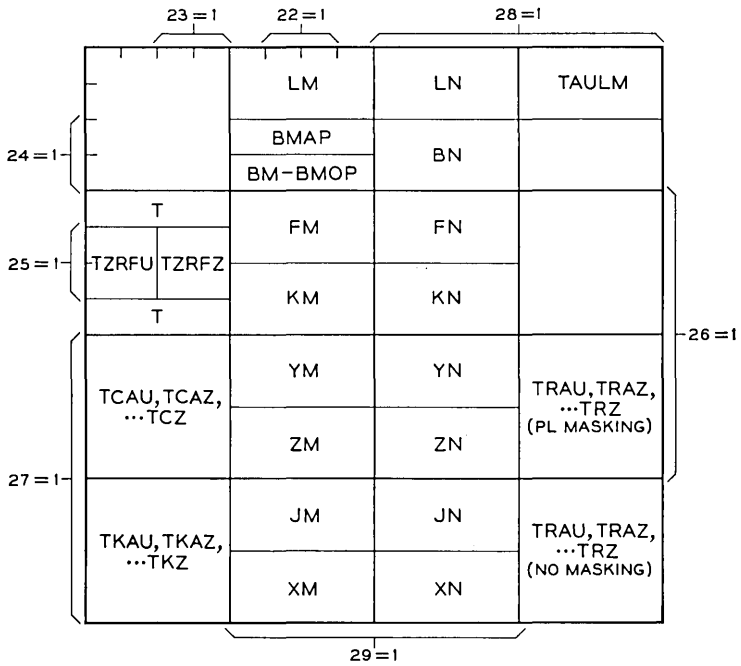 23=1 22=1 28=1
LM LN TAULM
24=1
BMAP
BN
BM-BMOP
T
FM FN
25=1
TZRFU TZRFZ
KM KN
T
26=1
YM YN
TCAU, TCAZ,
...TCZ
TRAU, TRAZ,
...TRZ
(PL MASKING)
ZM ZN
27=1
JM JN
TKAU, TKAZ,
...TKZ
TRAU, TRAZ,
...TRZ
(NO MASKING)
XM XN
29=1